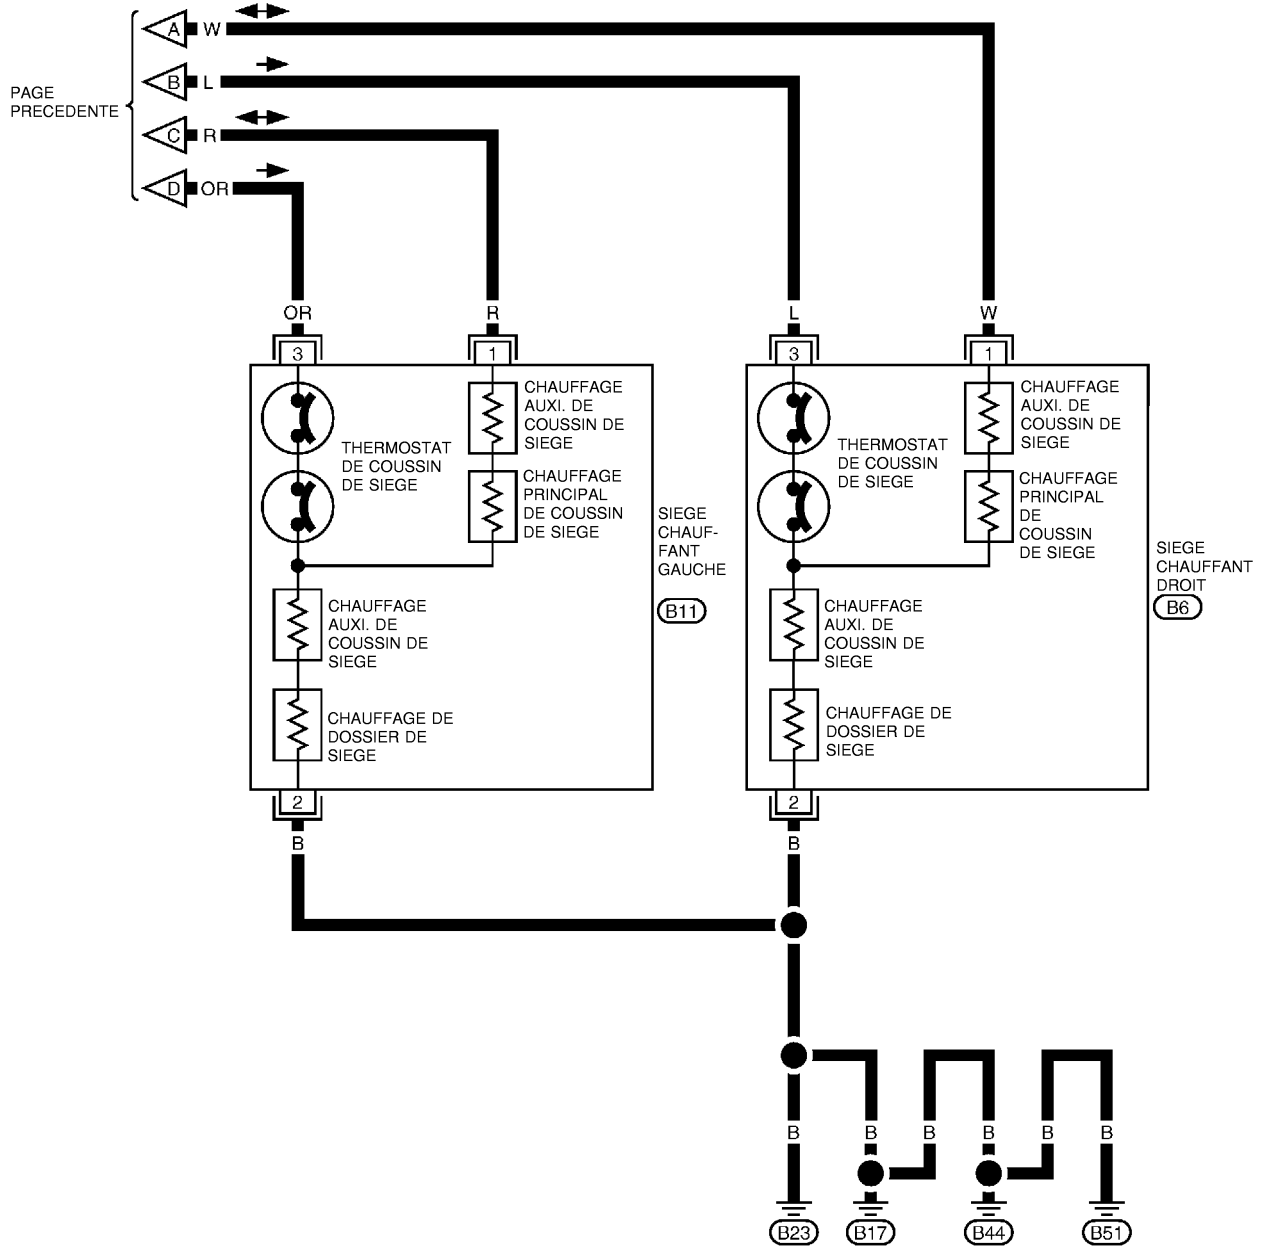 A W
B L
PAGE
PRECEDENTE
C R
D OR
OR
R
L
W
3
1
3
1
CHAUFFAGE
AUXI. DE
COUSSIN DE
SIEGE
THERMOSTAT
DE COUSSIN
DE SIEGE
CHAUFFAGE
PRINCIPAL
DE COUSSIN
DE SIEGE
SIEGE
CHAUF-
FANT
GAUCHE
B11
CHAUFFAGE
AUXI. DE
COUSSIN DE
SIEGE
CHAUFFAGE DE
DOSSIER DE
SIEGE
CHAUFFAGE
AUXI. DE
COUSSIN DE
SIEGE
THERMOSTAT
DE COUSSIN
DE SIEGE
CHAUFFAGE
PRINCIPAL
DE
COUSSIN
DE SIEGE
SIEGE
CHAUFFANT
DROIT
B6
CHAUFFAGE
AUXI. DE
COUSSIN DE
SIEGE
CHAUFFAGE DE
DOSSIER DE
SIEGE
2
2
B
B
B
B
B
B
B
B
B23
B17
B44
B51